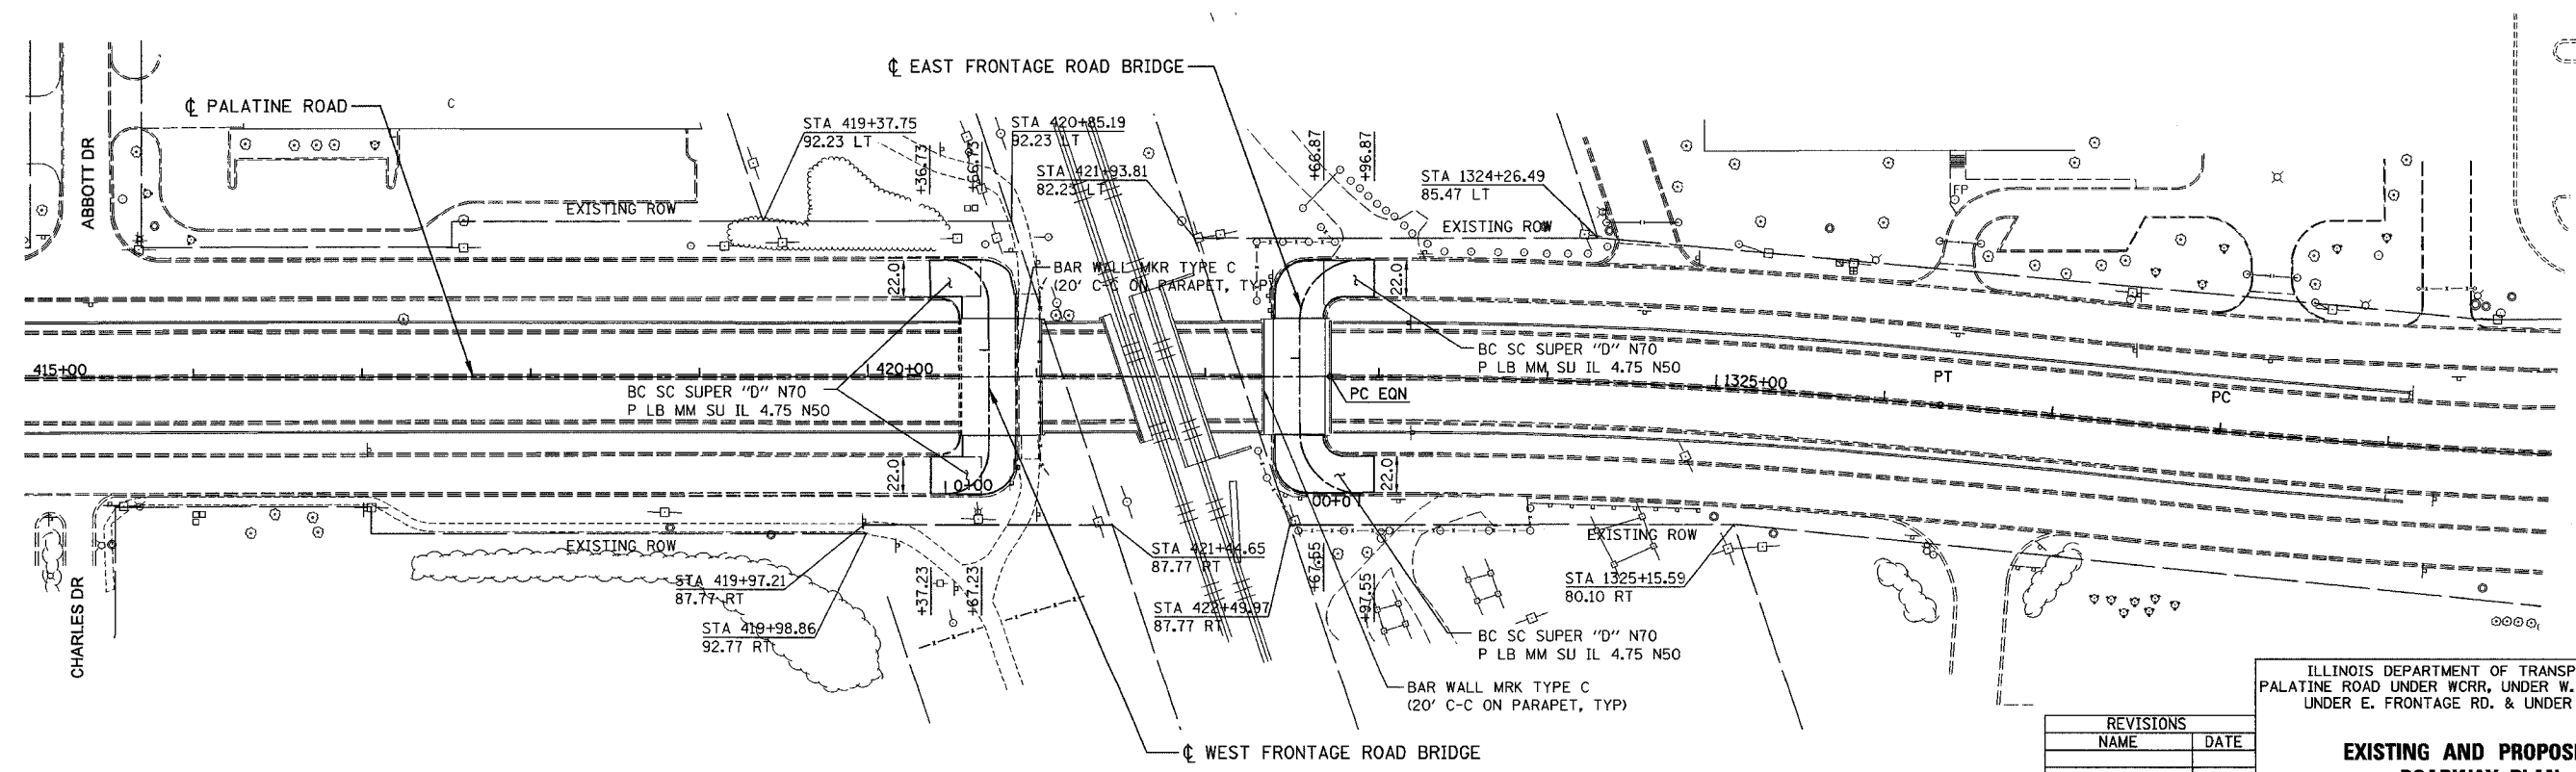 ℄ EAST FRONTAGE ROAD BRIDGE
℄ PALATINE ROAD
C
ABBOTT DR
STA 419+37.75
92.23 LT
+36.73
+66.73
STA 420+85.19
92.23 LT
STA 421+93.81
82.23 LT
+66.87
+96.87
STA 1324+26.49
85.47 LT
FP
EXISTING ROW
EXISTING ROW
22.0
BAR WALL MKR TYPE C
(20' C-C ON PARAPET, TYP)
22.0
415+00
420+00
BC SC SUPER "D" N70
P LB MM SU IL 4.75 N50
BC SC SUPER "D" N70
P LB MM SU IL 4.75 N50
PC EQN
1325+00
PT
PC
22.0
10+00
22.0
EXISTING ROW
EXISTING ROW
STA 419+97.21
87.77 RT
+37.23
+67.23
STA 421+44.65
87.77 RT
STA 422+49.97
87.77 RT
+67.55
+97.55
STA 1325+15.59
80.10 RT
STA 419+98.86
92.77 RT
CHARLES DR
BC SC SUPER "D" N70
P LB MM SU IL 4.75 N50
BAR WALL MRK TYPE C
(20' C-C ON PARAPET, TYP)
℄ WEST FRONTAGE ROAD BRIDGE
ILLINOIS DEPARTMENT OF TRANSP
PALATINE ROAD UNDER WCRR, UNDER W.
UNDER E. FRONTAGE RD. & UNDER
REVISIONS
NAME DATE
EXISTING AND PROPOS